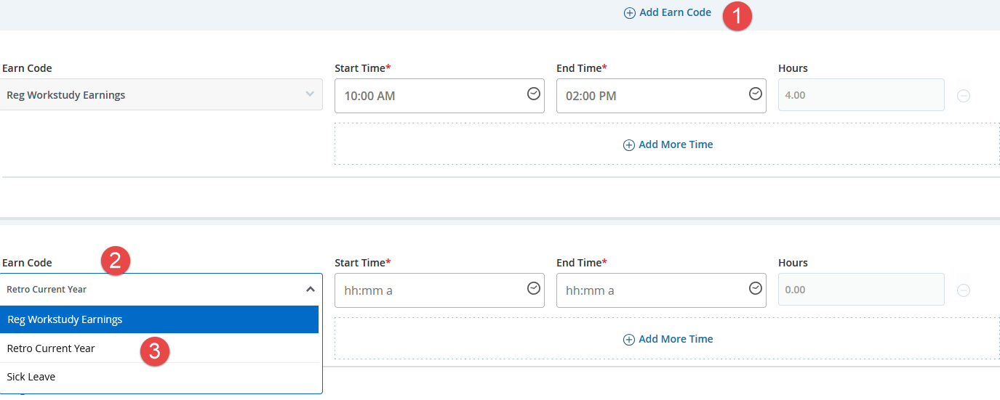 Add Earn Code 1
Earn Code Start Time* End Time* Hours
Reg Workstudy Earnings 10:00 AM 02:00 PM 4.00
Add More Time
2
Earn Code Start Time* End Time* Hours
Retro Current Year hh:mm a hh:mm a 0.00
Reg Workstudy Earnings
Add More Time
Retro Current Year 3
Sick Leave